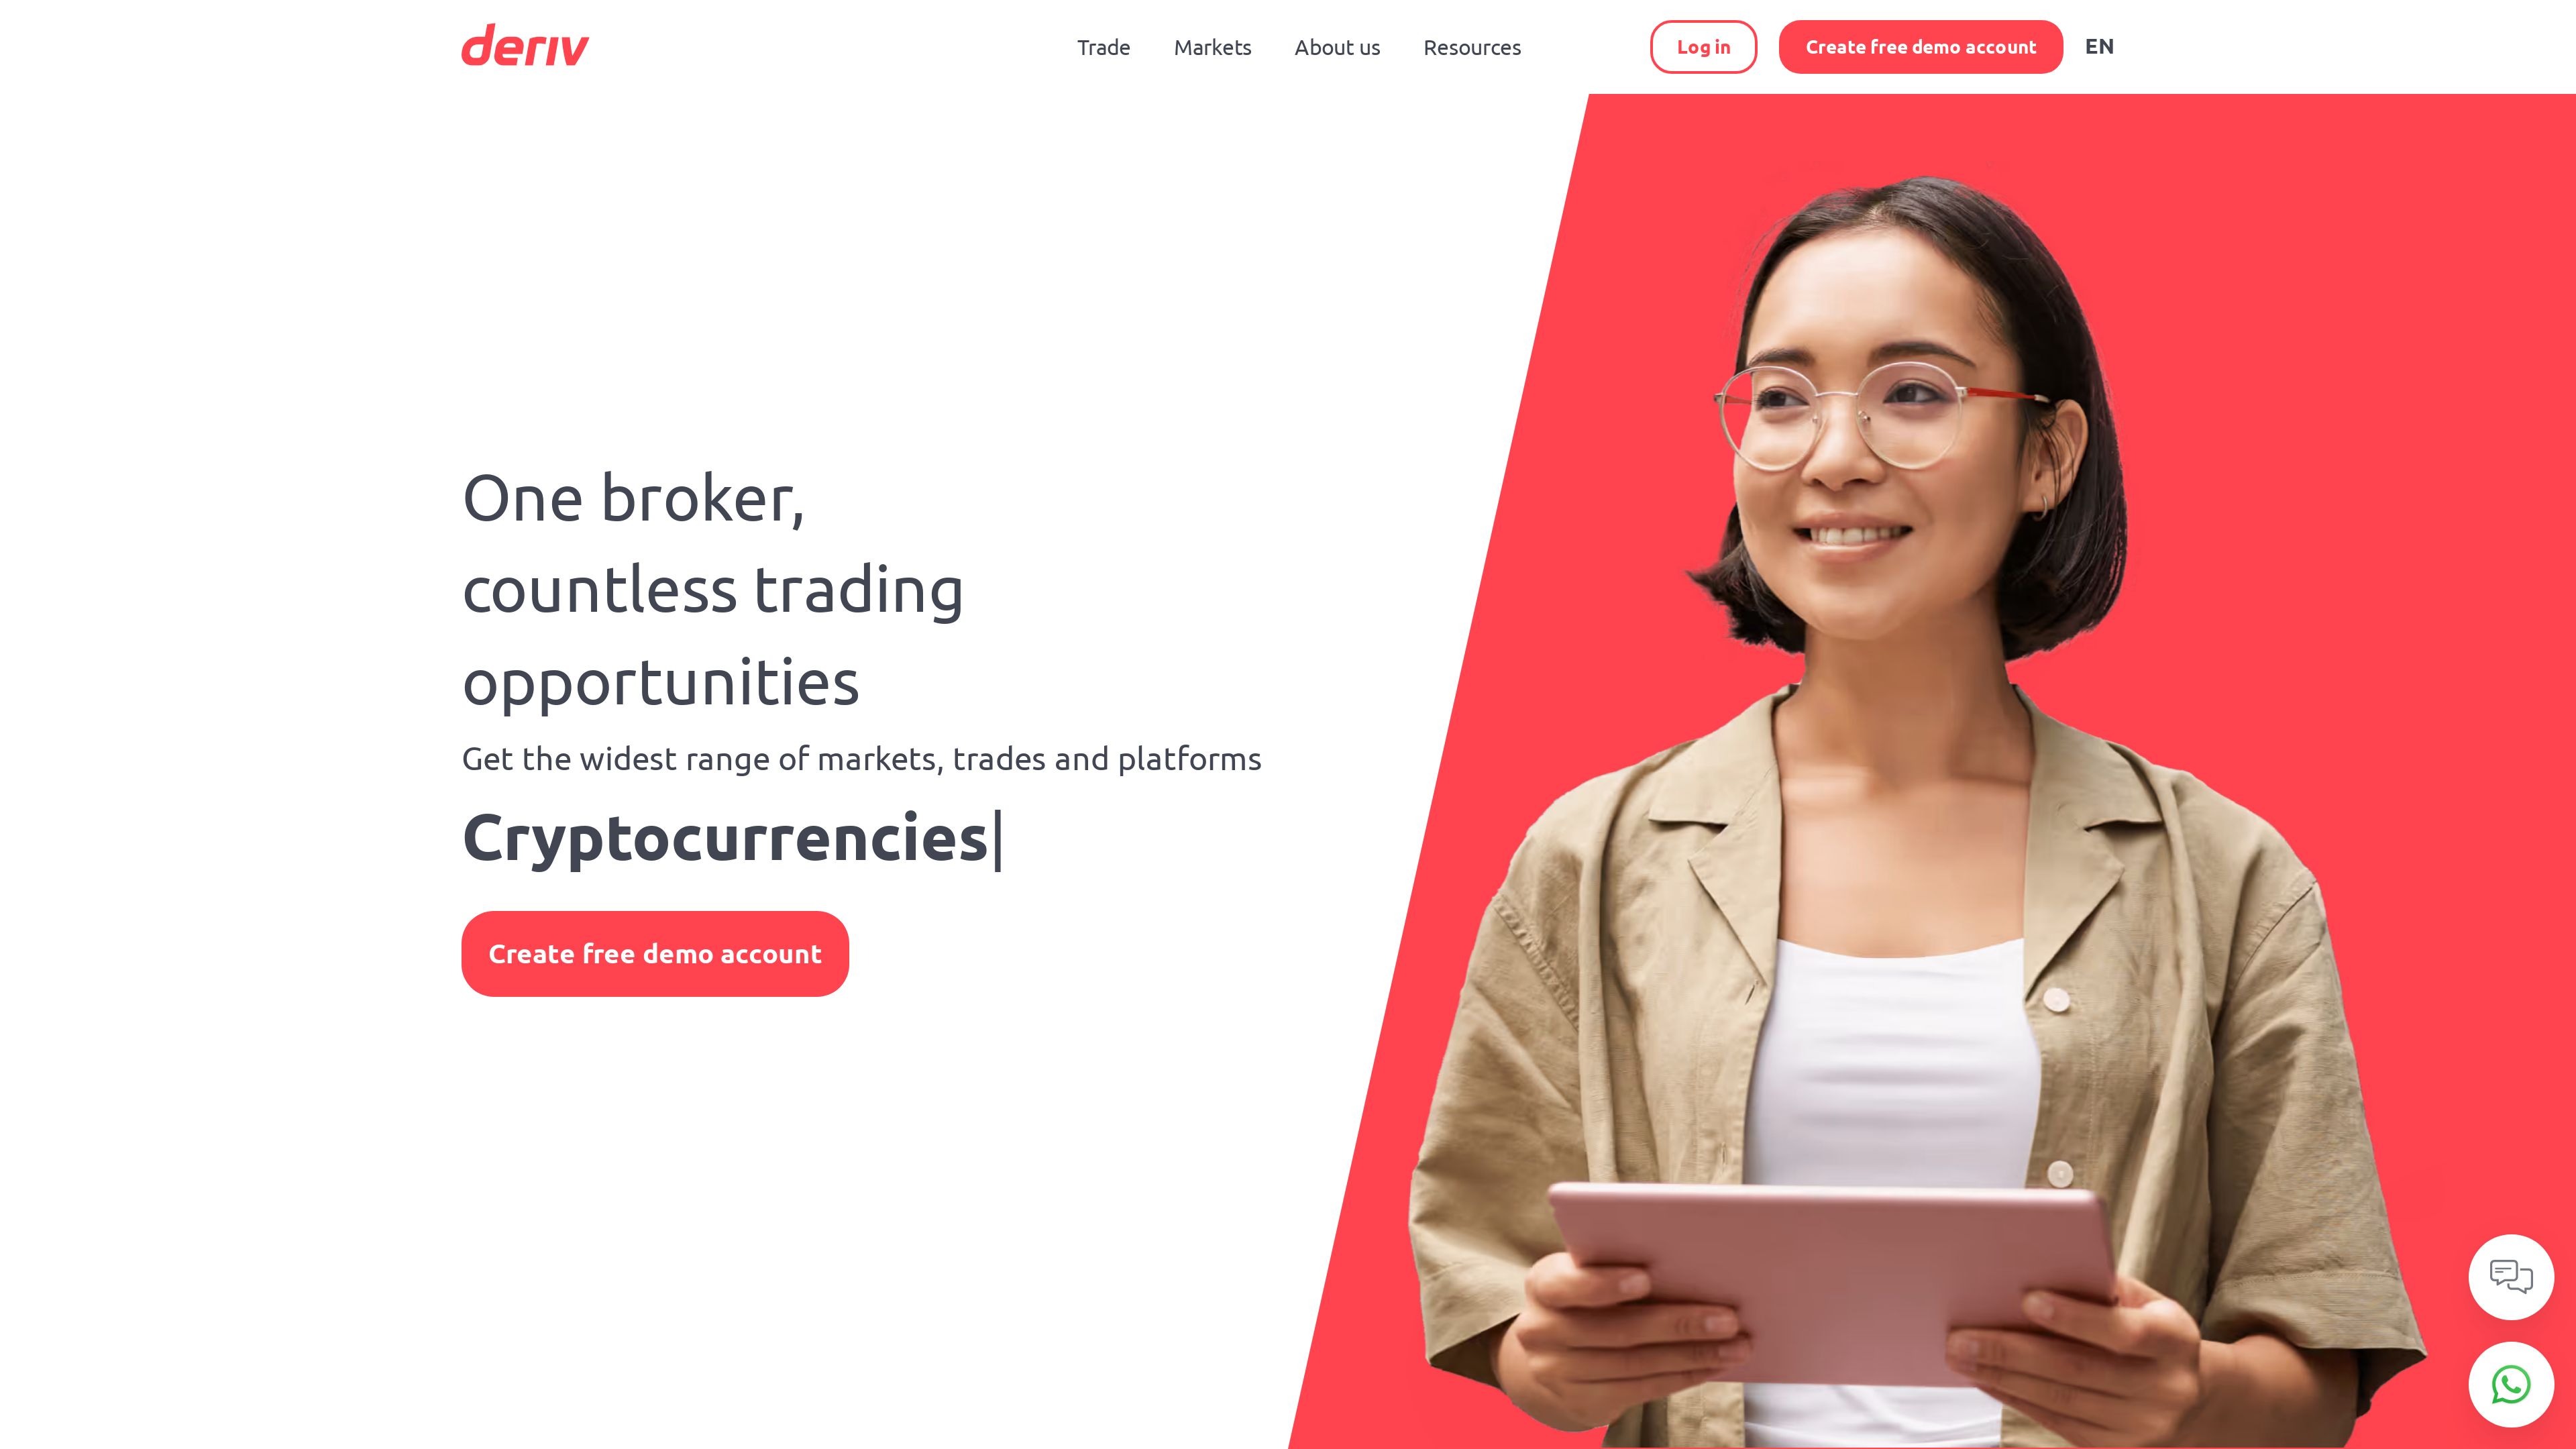 deriv
Trade
Markets
About us
Resources
Log in
Create free demo account
EN
One broker,
countless trading
opportunities
Get the widest range of markets, trades and platforms
Cryptocurrencies|
Create free demo account